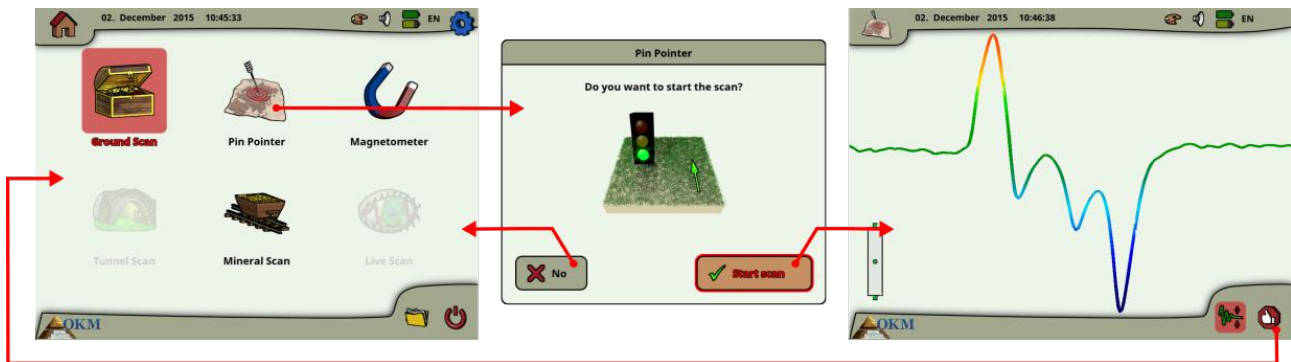 02. December 2015 10:45:33
EN
Ground Scan
Pin Pointer
Magnetometer
Tunnel Scan
Mineral Scan
Live Scan
OKM
Pin Pointer
Do you want to start the scan?
No
Start scan
02. December 2015 10:46:38
EN
OKM